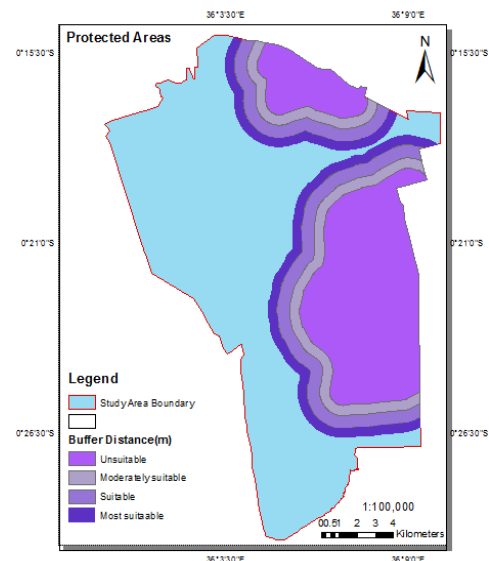 36°3'30"E 36°9'0"E
Protected Areas
N
0°15'30"S 0°15'30"S
0°21'0"S 0°21'0"S
0°26'30"S 0°26'30"S
Legend
Study Area Boundary
Buffer Distance(m)
Unsuitable
Moderately suitable
Suitable
Most suitaable
1:100,000
00.51 2 3 4
Kilometers
36°3'30"E 36°9'0"E